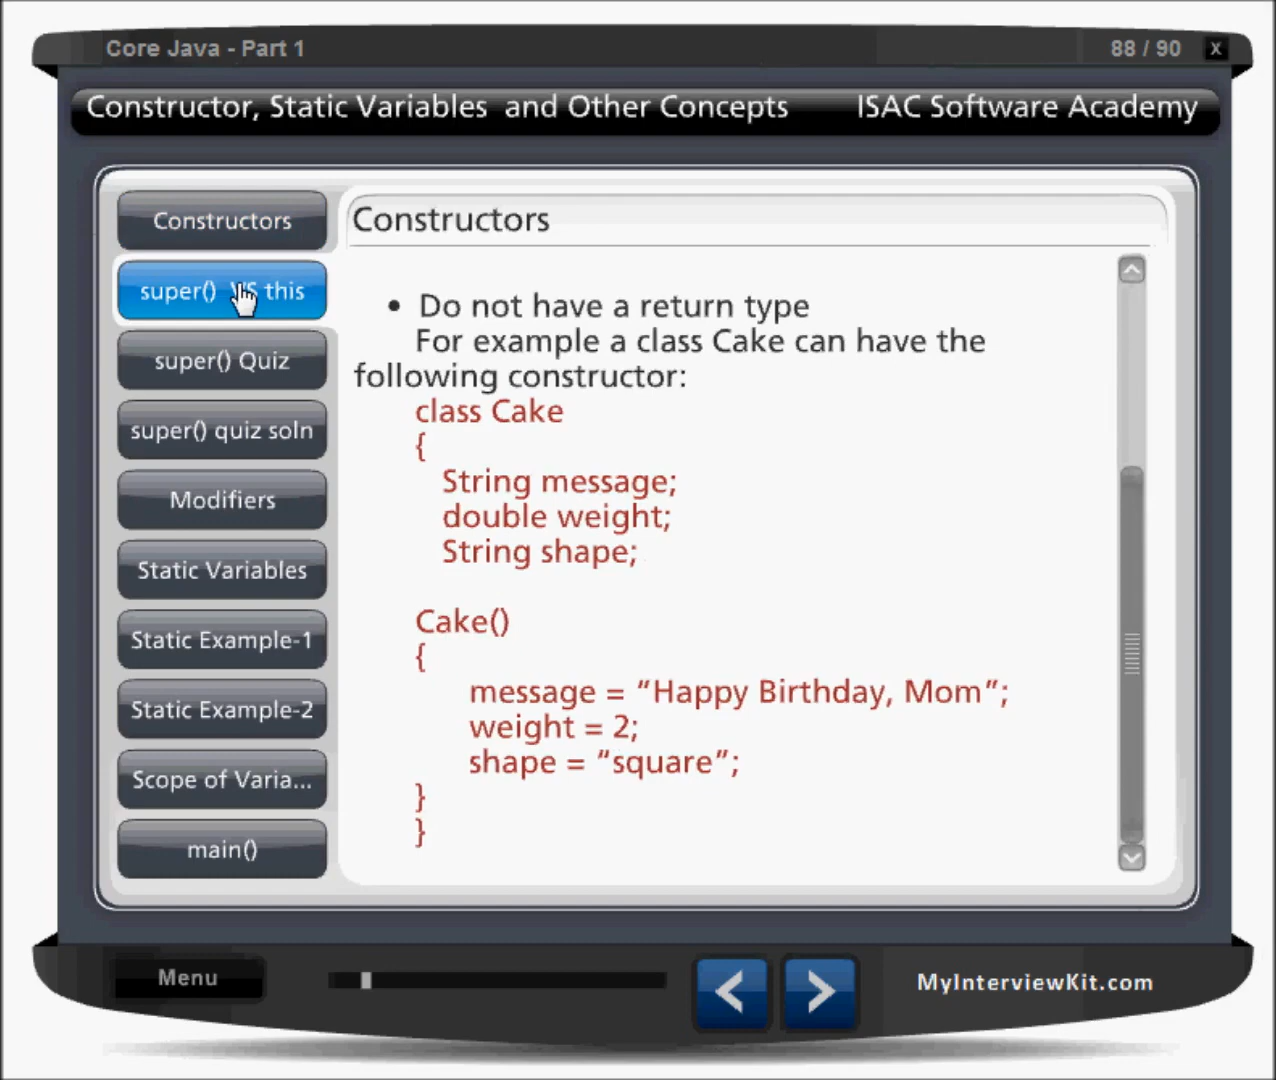 Core Java - Part 1
88 / 90
X
Constructor, Static Variables and Other Concepts
ISAC Software Academy
Constructors
super() VS this
super() Quiz
super() quiz soln
Modifiers
Static Variables
Static Example-1
Static Example-2
Scope of Varia...
main()
Constructors
• Do not have a return type
For example a class Cake can have the
following constructor:
class Cake
{
String message;
double weight;
String shape;
Cake()
{
message = “Happy Birthday, Mom”;
weight = 2;
shape = “square”;
}
}
Menu
MyInterviewKit.com